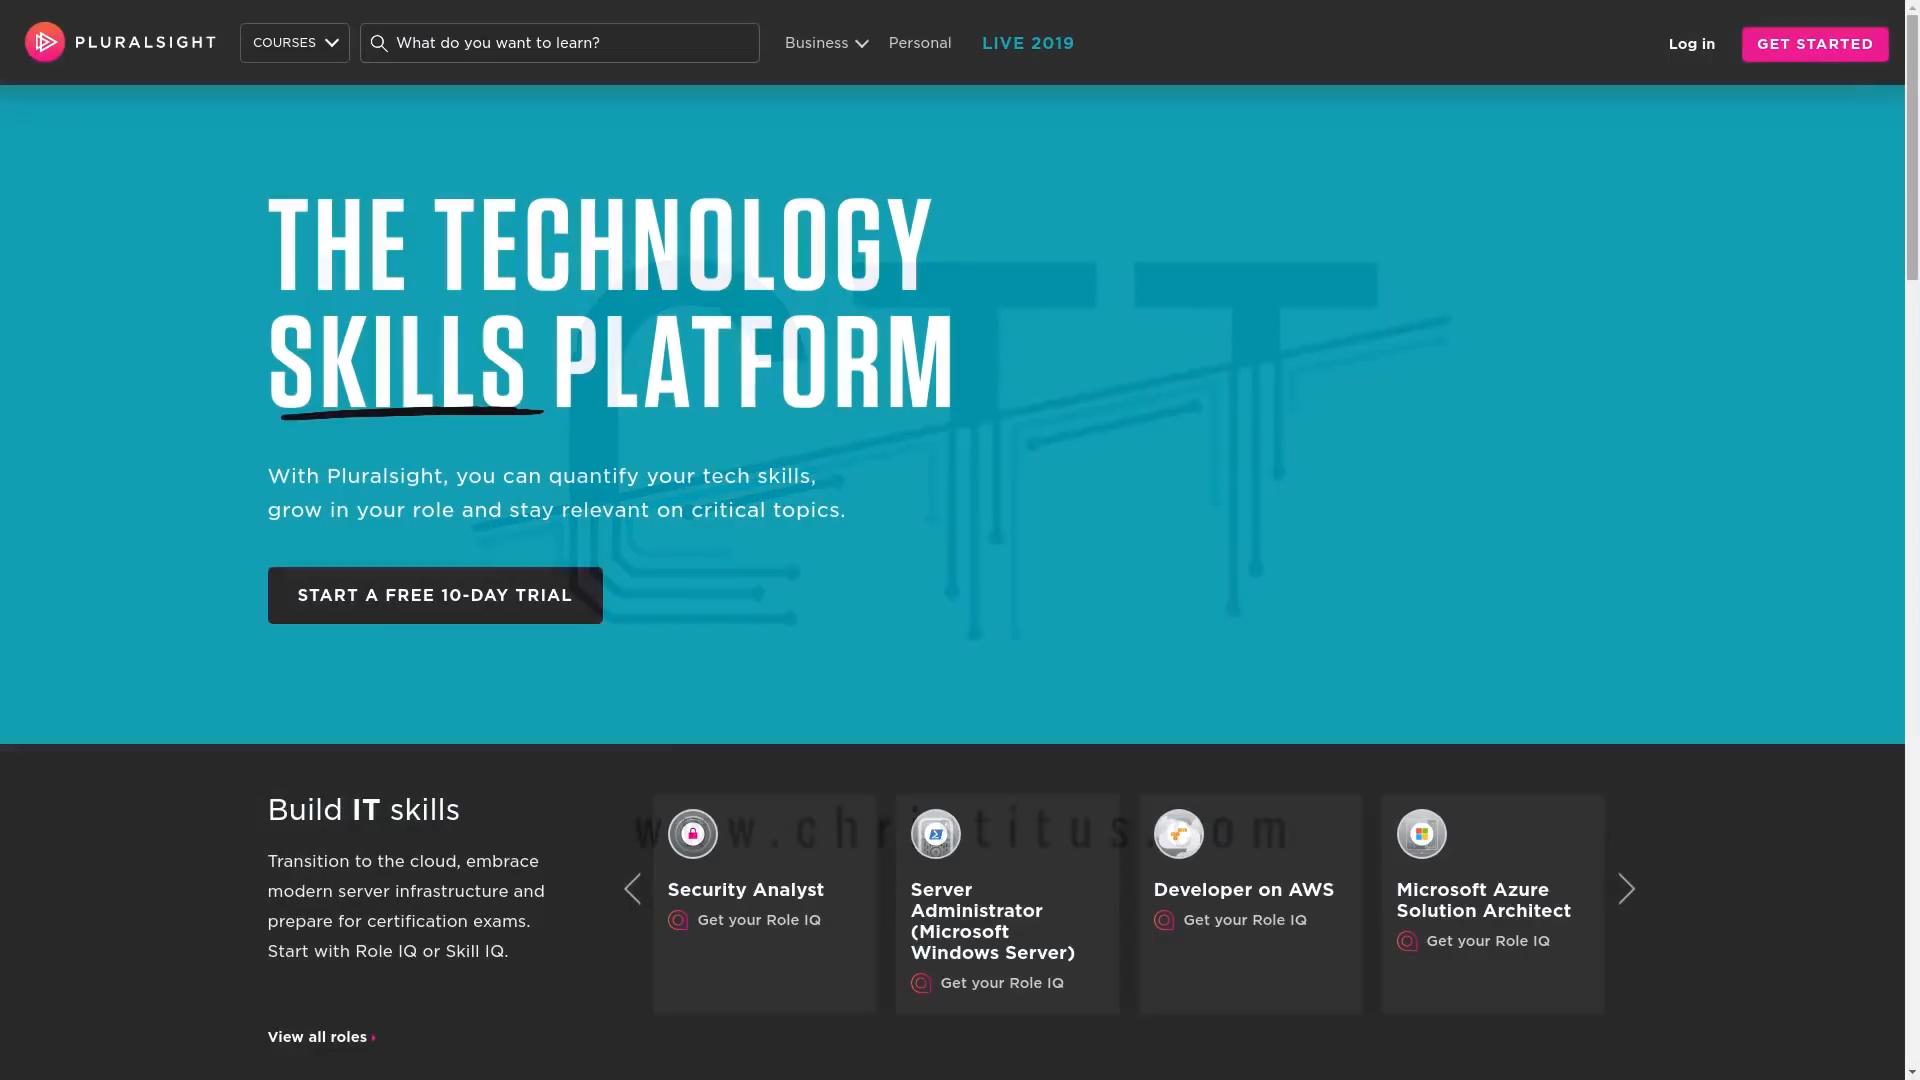 PLURALSIGHT
COURSES
What do you want to learn?
Business
Personal
LIVE 2019
Log in
GET STARTED
THE TECHNOLOGY
SKILLS PLATFORM
CTT
With Pluralsight, you can quantify your tech skills,
grow in your role and stay relevant on critical topics.
START A FREE 10-DAY TRIAL
Build IT skills
Transition to the cloud, embrace
modern server infrastructure and
prepare for certification exams.
Start with Role IQ or Skill IQ.
View all roles
www.christitus.com
Security Analyst
Get your Role IQ
Server
Administrator
(Microsoft
Windows Server)
Get your Role IQ
Developer on AWS
Get your Role IQ
Microsoft Azure
Solution Architect
Get your Role IQ